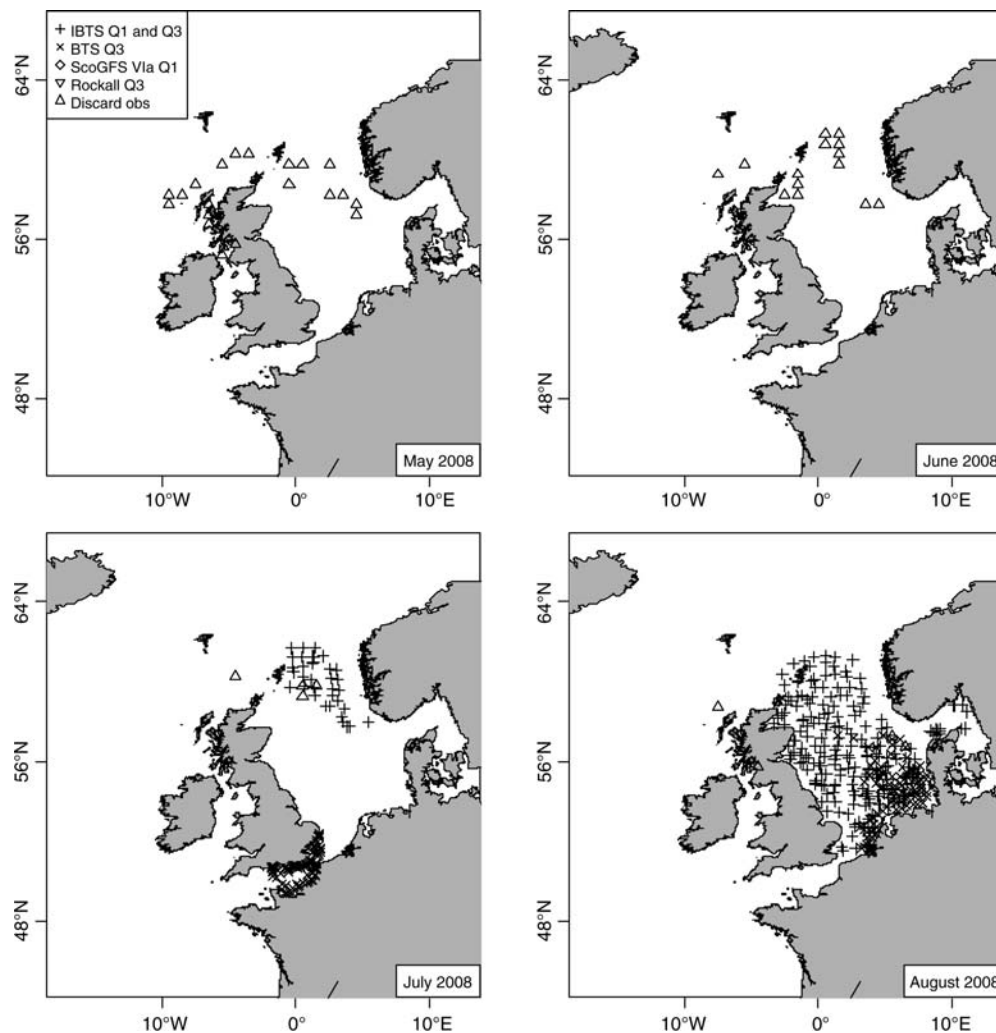 IBTS Q1 and Q3
BTS Q3
ScoGFS VIa Q1
Rockall Q3
Discard obs
64°N
56°N
48°N
May 2008
10°W 0° 10°E
64°N
56°N
48°N
June 2008
10°W 0° 10°E
64°N
56°N
48°N
July 2008
10°W 0° 10°E
64°N
56°N
48°N
August 2008
10°W 0° 10°E